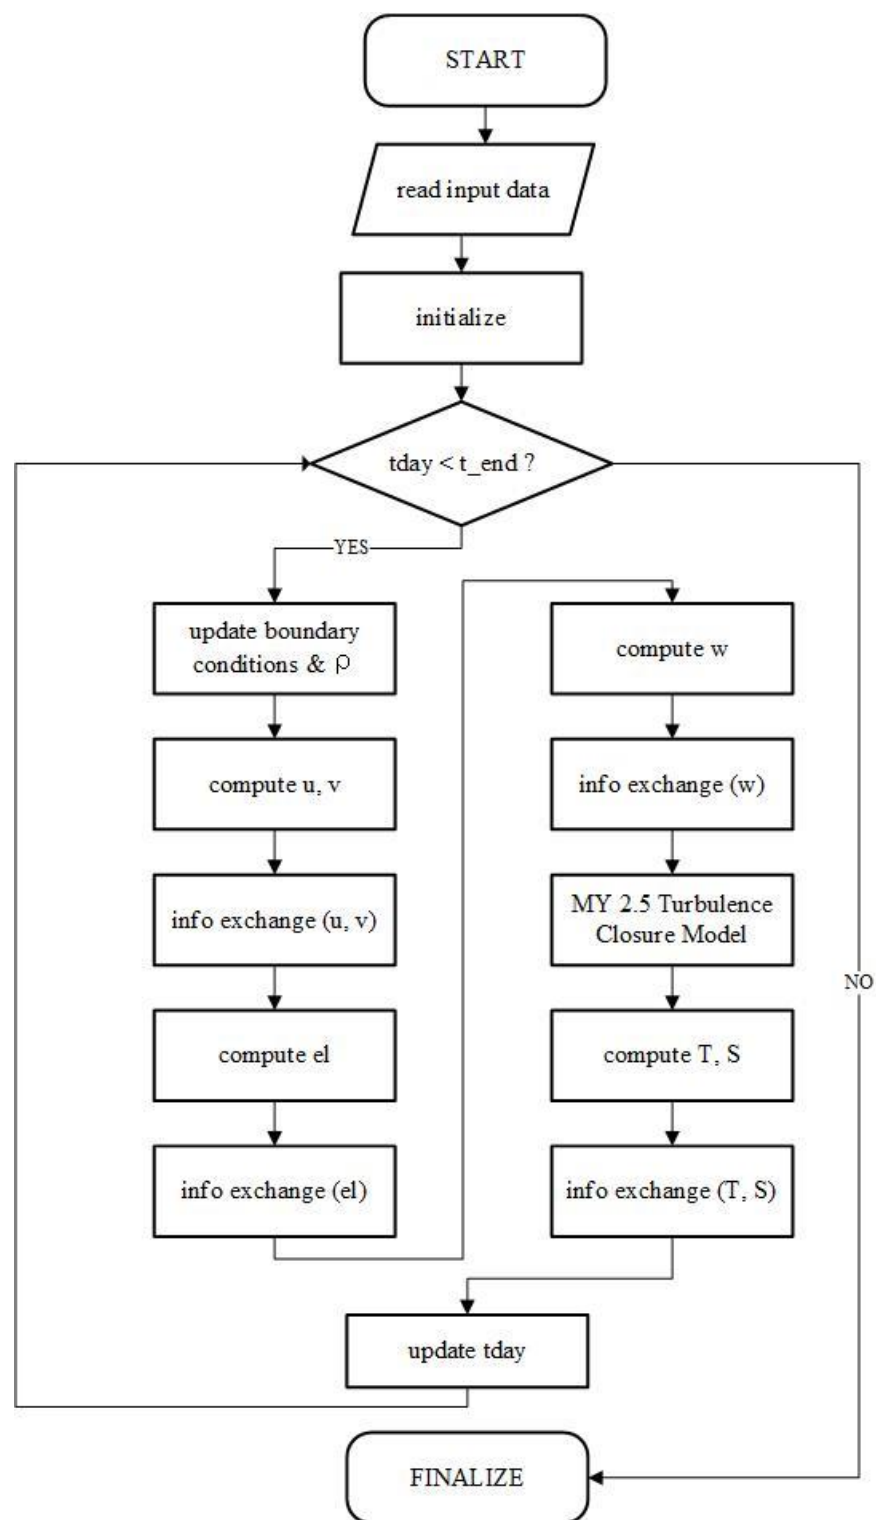 START
read input data
initialize
tday < t_end ?
YES
update boundary
conditions & ρ
compute u, v
info exchange (u, v)
compute el
info exchange (el)
compute w
info exchange (w)
MY 2.5 Turbulence
Closure Model
compute T, S
info exchange (T, S)
update tday
NO
FINALIZE